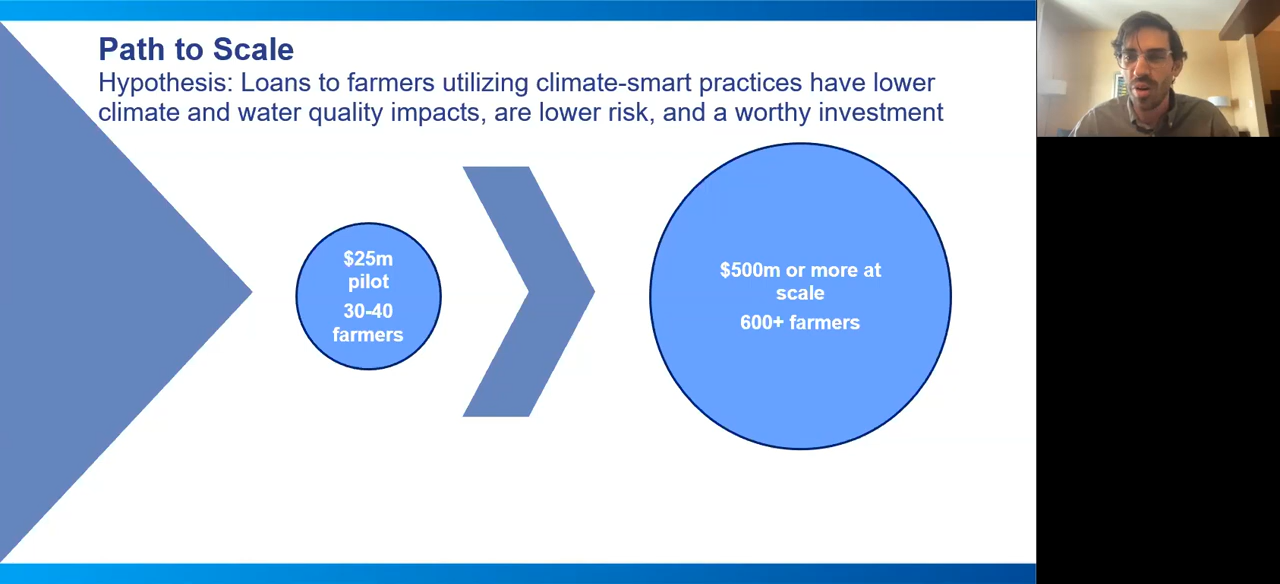 Path to Scale
Hypothesis: Loans to farmers utilizing climate-smart practices have lower
climate and water quality impacts, are lower risk, and a worthy investment
$25m
pilot
30-40
farmers
$500m or more at
scale
600+ farmers